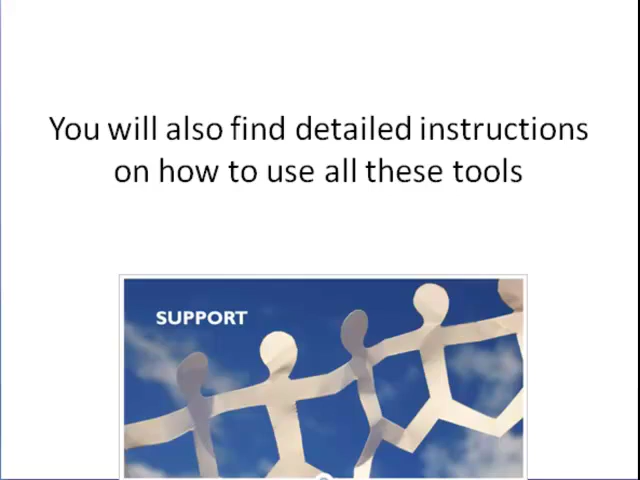 You will also find detailed instructions
on how to use all these tools
SUPPORT